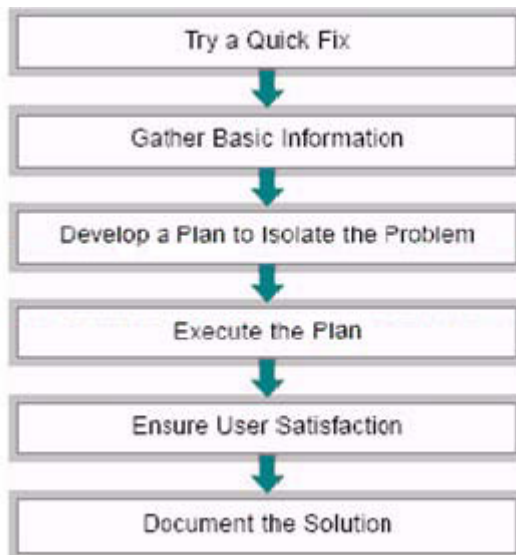 Try a Quick Fix
Gather Basic Information
Develop a Plan to Isolate the Problem
Execute the Plan
Ensure User Satisfaction
Document the Solution